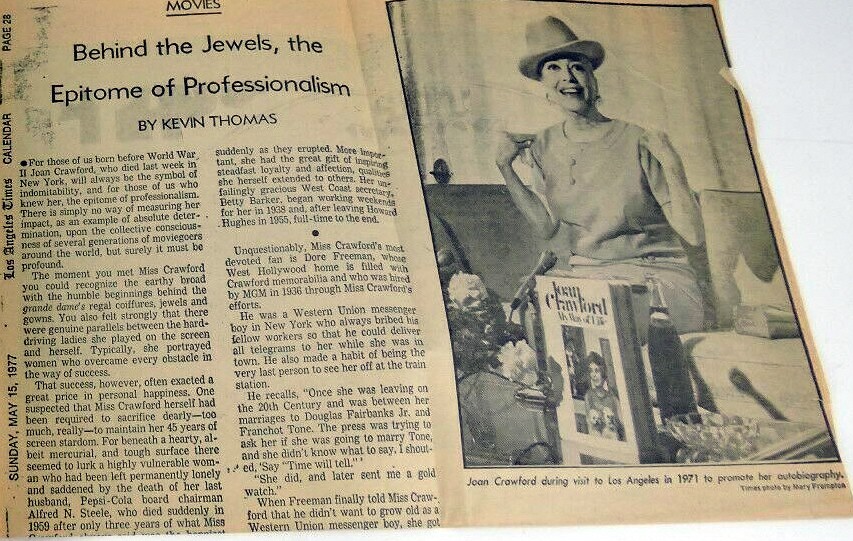 MOVIES
Behind the Jewels, the
Epitome of Professionalism
BY KEVIN THOMAS
PAGE 28
CALENDAR
Los Angeles Times
SUNDAY, MAY 15, 1977
●For those of us born before World War
II Joan Crawford, who died last week in
New York, will always be the symbol of
indomitability, and for those of us who
knew her, the epitome of professionalism.
There is simply no way of measuring her
impact, as an example of absolute deter-
mination, upon the collective conscious-
ness of several generations of moviegoers
around the world, but surely it must be
profound.
The moment you met Miss Crawford
you could recognize the earthy broad
with the humble beginnings behind the
grande dame's regal coiffures, jewels and
gowns. You also felt strongly that there
were genuine parallels between the hard-
driving ladies she played on the screen
and herself. Typically, she portrayed
women who overcame every obstacle in
the way of success.
That success, however, often exacted a
great price in personal happiness. One
suspected that Miss Crawford herself had
been required to sacrifice dearly—too
much, really—to maintain her 45 years of
screen stardom. For beneath a hearty, al-
beit mercurial, and tough surface there
seemed to lurk a highly vulnerable wom-
an who had been left permanently lonely
and saddened by the death of her last
husband, Pepsi-Cola board chairman
Alfred N. Steele, who died suddenly in
1959 after only three years of what Miss
suddenly as they erupted. More impor-
tant, she had the great gift of inspiring
steadfast loyalty and affection, qualities
she herself extended to others. Her un-
failingly gracious West Coast secretary,
Betty Barker, began working weekends
for her in 1938 and, after leaving Howard
Hughes in 1955, full-time to the end.
●
Unquestionably, Miss Crawford's most
devoted fan is Dore Freeman, whose
West Hollywood home is filled with
Crawford memorabilia and who was hired
by MGM in 1936 through Miss Crawford's
efforts.
He was a Western Union messenger
boy in New York who always bribed his
fellow workers so that he could deliver
all telegrams to her while she was in
town. He also made a habit of being the
very last person to see her off at the train
station.
He recalls, "Once she was leaving on
the 20th Century and was between her
marriages to Douglas Fairbanks Jr. and
Franchot Tone. The press was trying to
ask her if she was going to marry Tone,
and she didn't know what to say. I shout-
ed, 'Say "Time will tell." '
"She did, and later sent me a gold
watch."
When Freeman finally told Miss Craw-
ford that he didn't want to grow old as a
Western Union messenger boy, she got
Joan
Crawford
Joan Crawford during visit to Los Angeles in 1971 to promote her autobiography.
Times photo by Mary Frampton